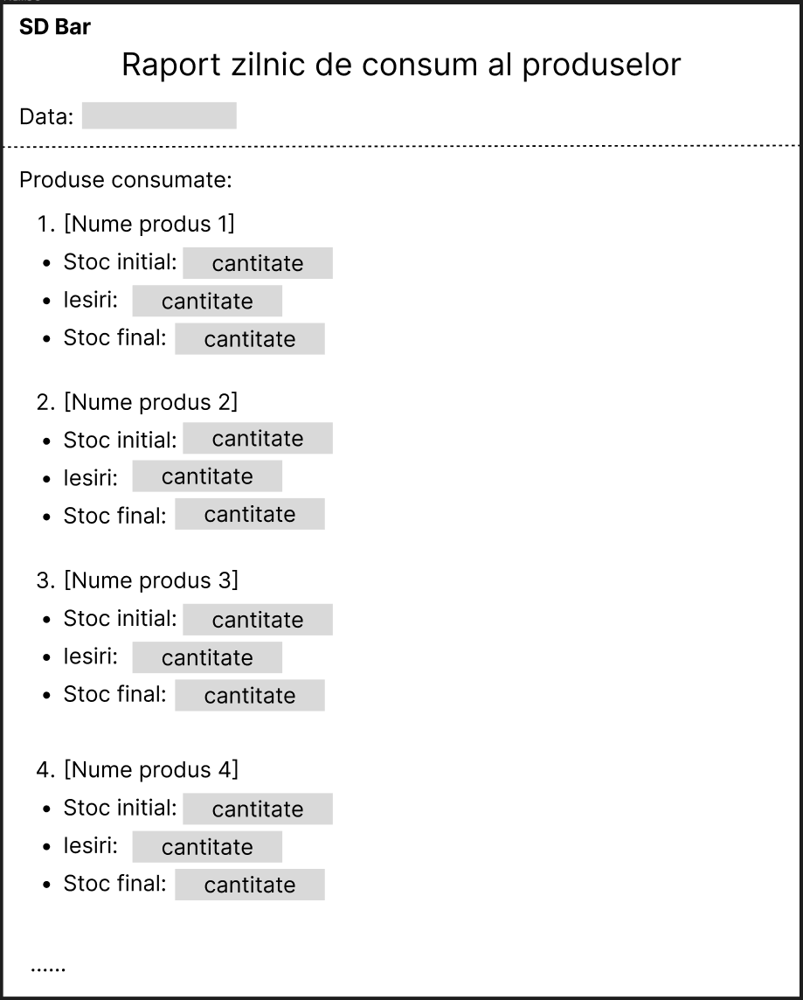 SD Bar
Raport zilnic de consum al produselor
Data:
Produse consumate:
1. [Nume produs 1]
• Stoc initial: cantitate
• Iesiri: cantitate
• Stoc final: cantitate
2. [Nume produs 2]
• Stoc initial: cantitate
• Iesiri: cantitate
• Stoc final: cantitate
3. [Nume produs 3]
• Stoc initial: cantitate
• Iesiri: cantitate
• Stoc final: cantitate
4. [Nume produs 4]
• Stoc initial: cantitate
• Iesiri: cantitate
• Stoc final: cantitate
......